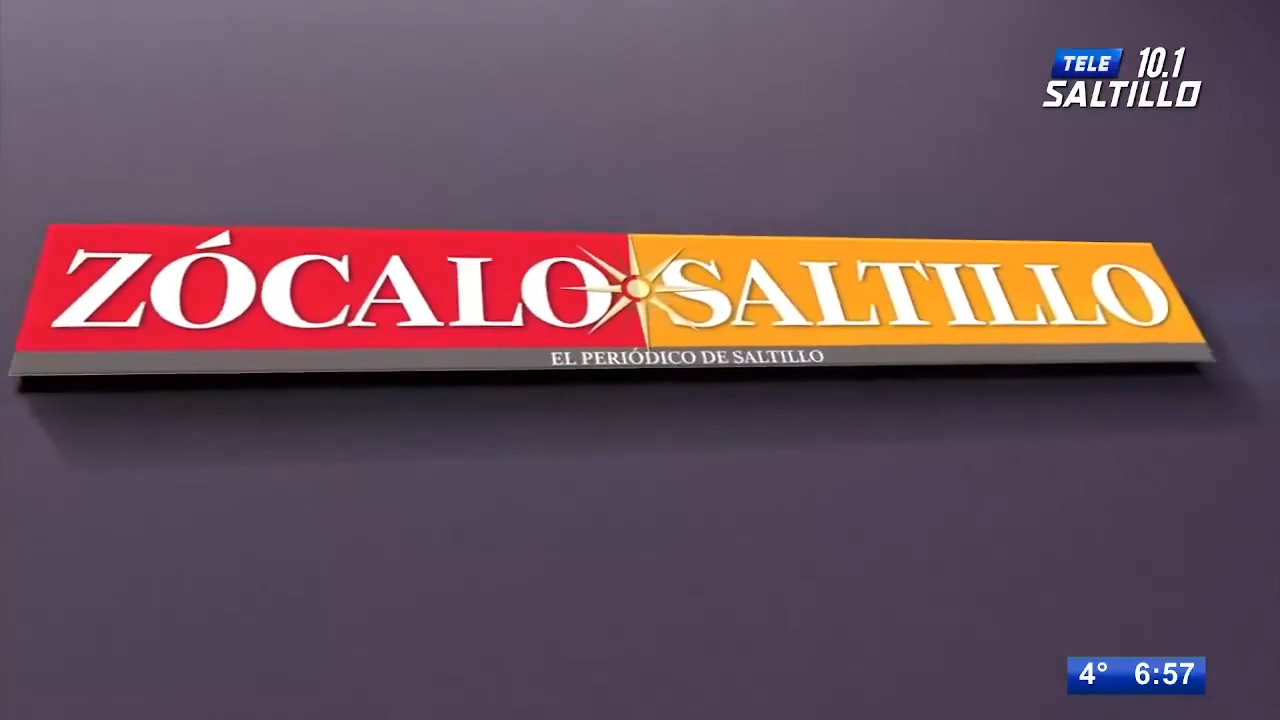 TELE 10.1
SALTILLO
ZÓCALO SALTILLO
EL PERIÓDICO DE SALTILLO
4° 6:57